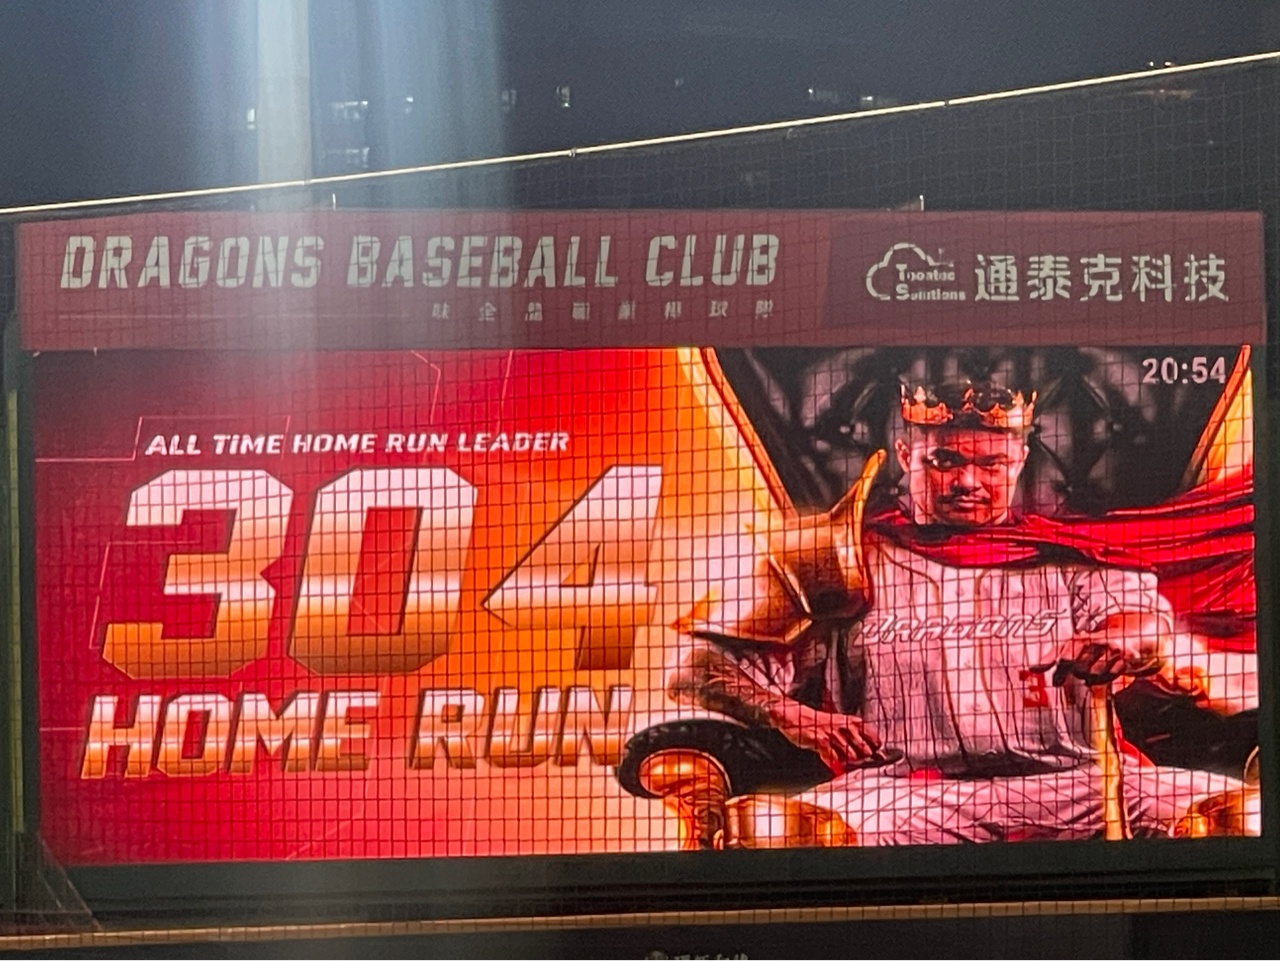 DRAGONS BASEBALL CLUB
Solutions
通泰克科技
20:54
ALL TIME HOME RUN LEADER
304
HOME RUN
DRAGONS
3